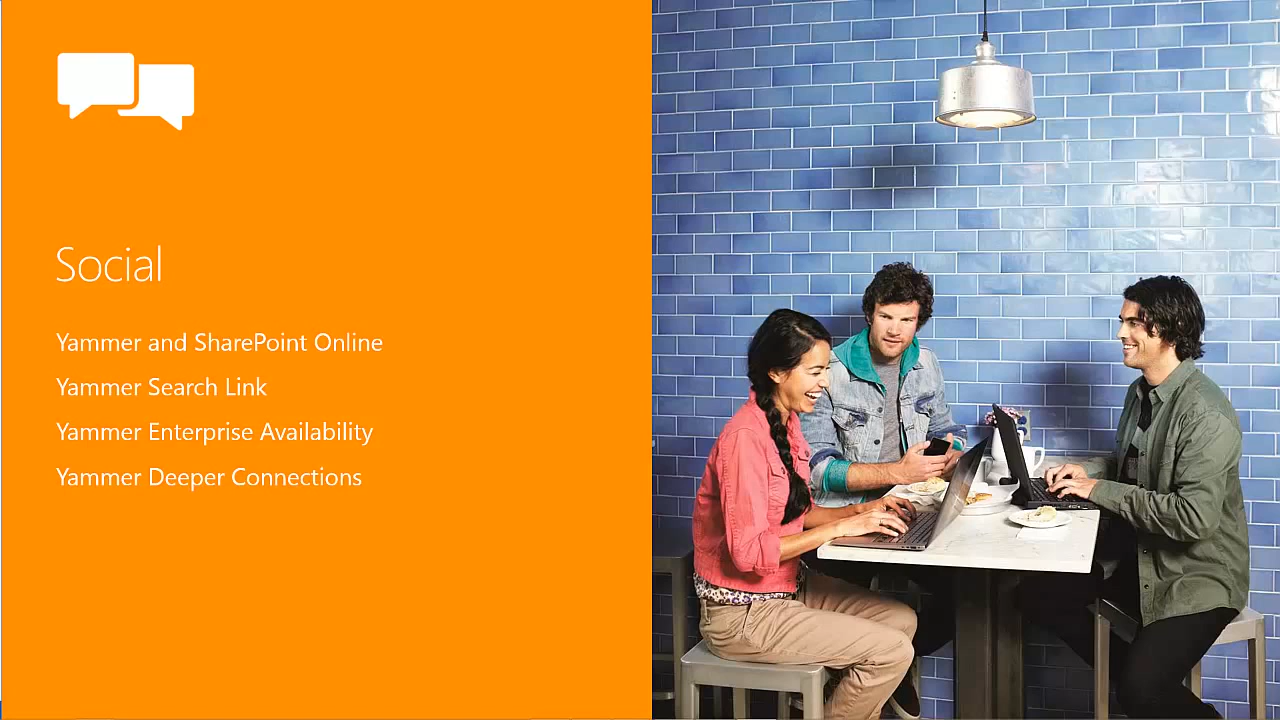 Social
Yammer and SharePoint Online
Yammer Search Link
Yammer Enterprise Availability
Yammer Deeper Connections